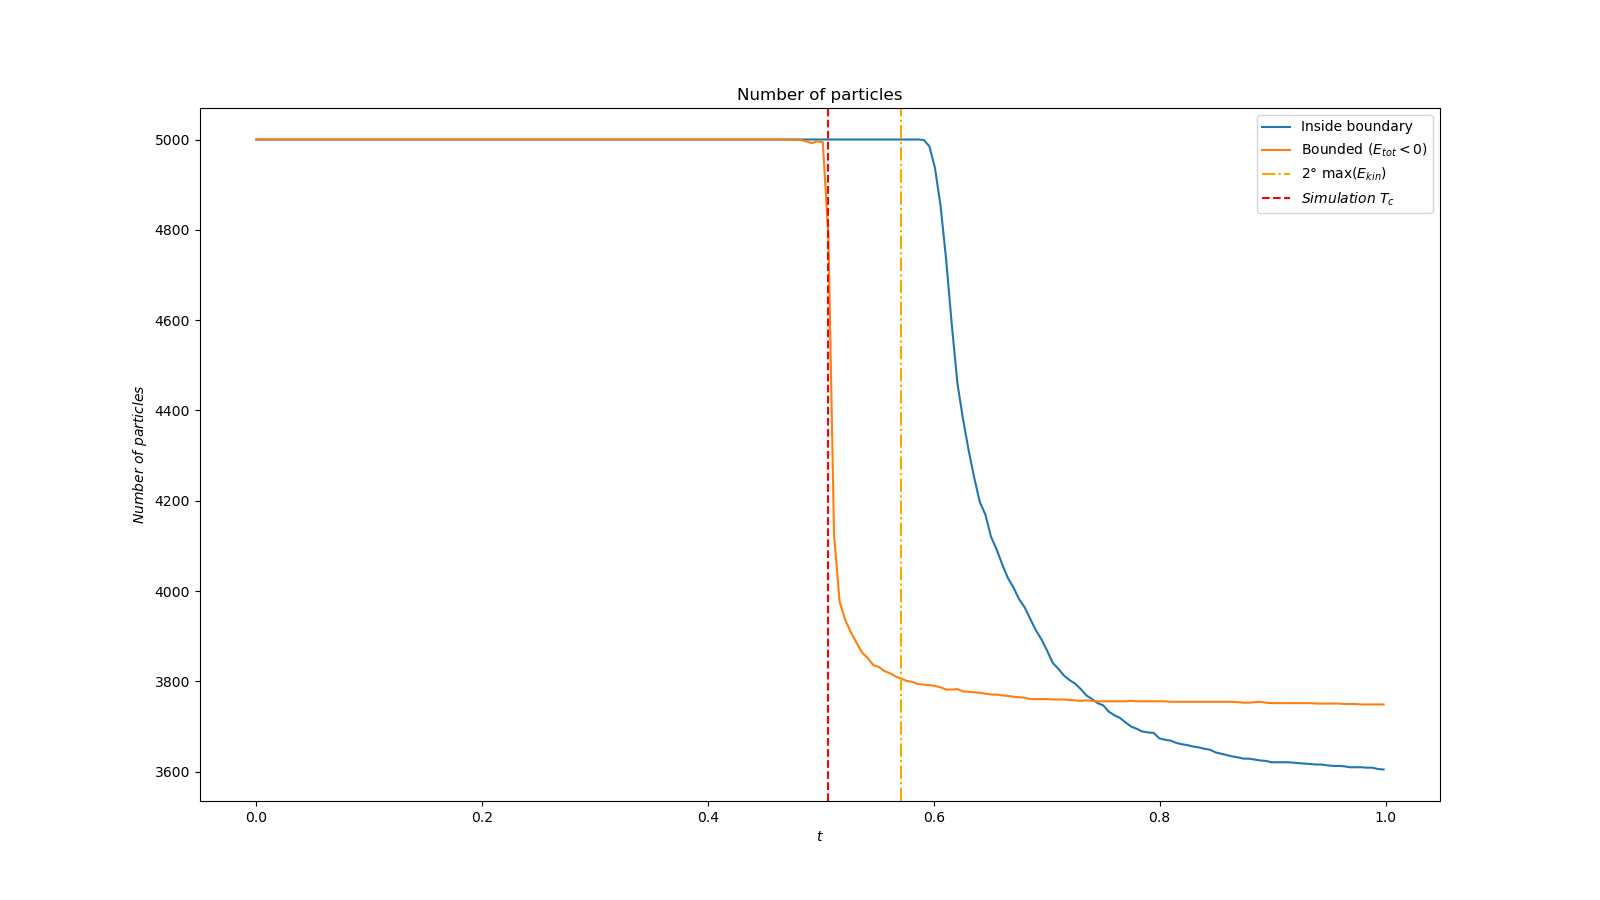 Number of particles
Inside boundary
Bounded (E_tot < 0)
2° max(E_kin)
Simulation T_c
Number of particles
5000
4800
4600
4400
4200
4000
3800
3600
0.0 0.2 0.4 0.6 0.8 1.0
t